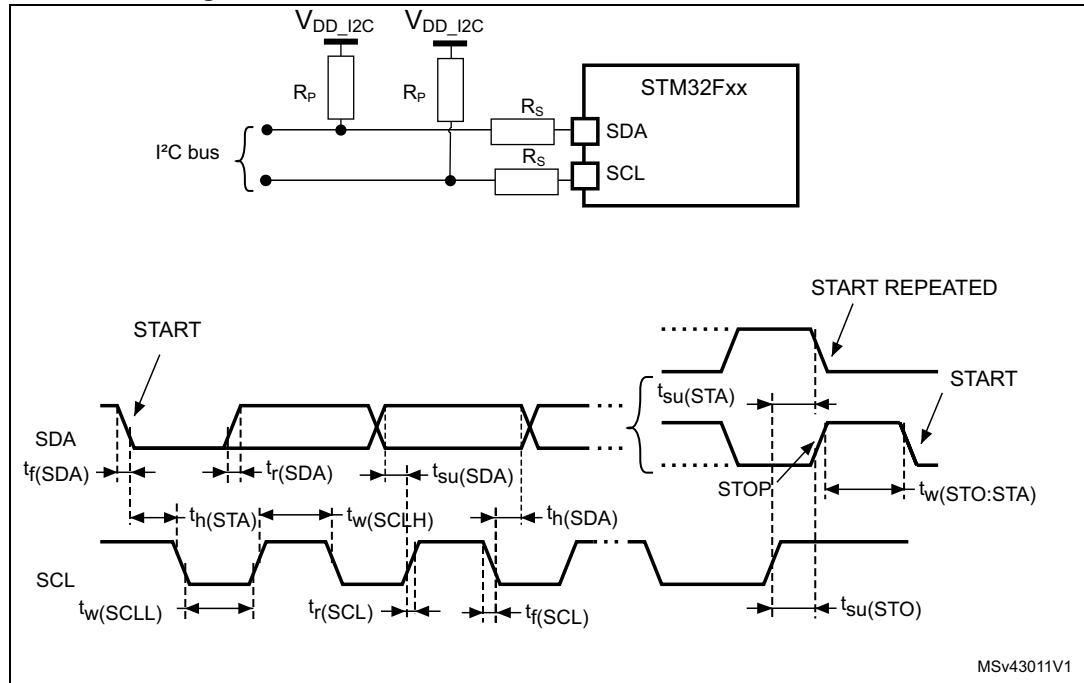 VDD_I2C VDD_I2C
RP RP
STM32Fxx
RS
SDA
I²C bus
RS
SCL
START REPEATED
START
START
tsu(STA)
SDA
tf(SDA) tr(SDA) tsu(SDA)
STOP
tw(STO:STA)
th(STA) tw(SCLH) th(SDA)
SCL
tw(SCLL) tr(SCL) tf(SCL) tsu(STO)
MSv43011V1